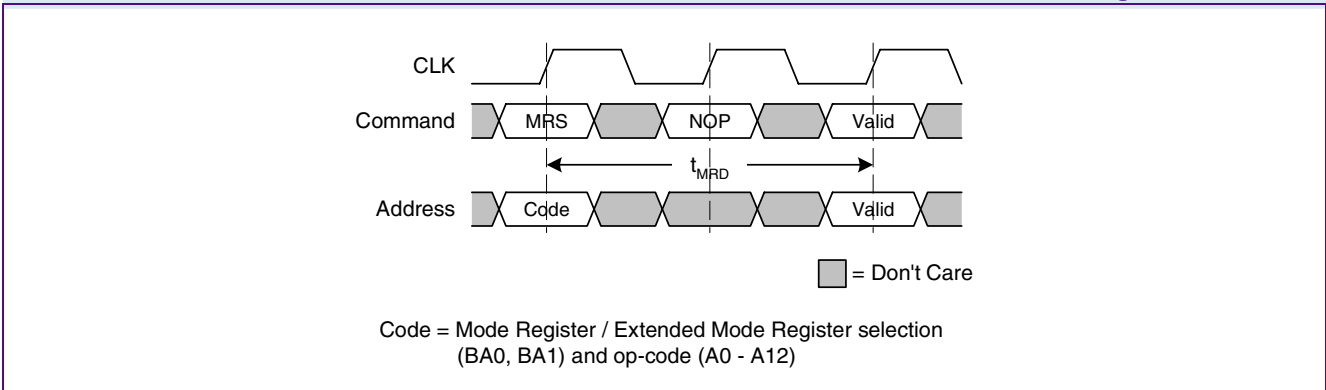 CLK
Command MRS NOP Valid
t_MRD
Address Code Valid
= Don't Care
Code = Mode Register / Extended Mode Register selection
(BA0, BA1) and op-code (A0 - A12)